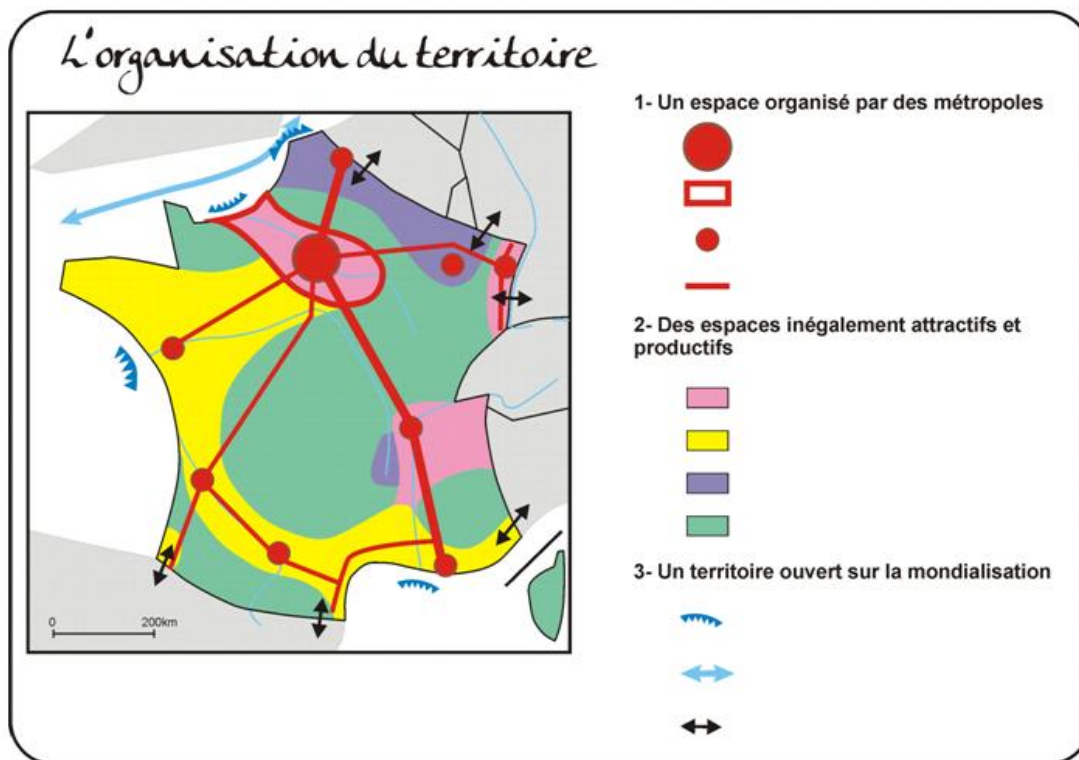 L'organisation du territoire
1- Un espace organisé par des métropoles
2- Des espaces inégalement attractifs et
productifs
3- Un territoire ouvert sur la mondialisation
0 200km